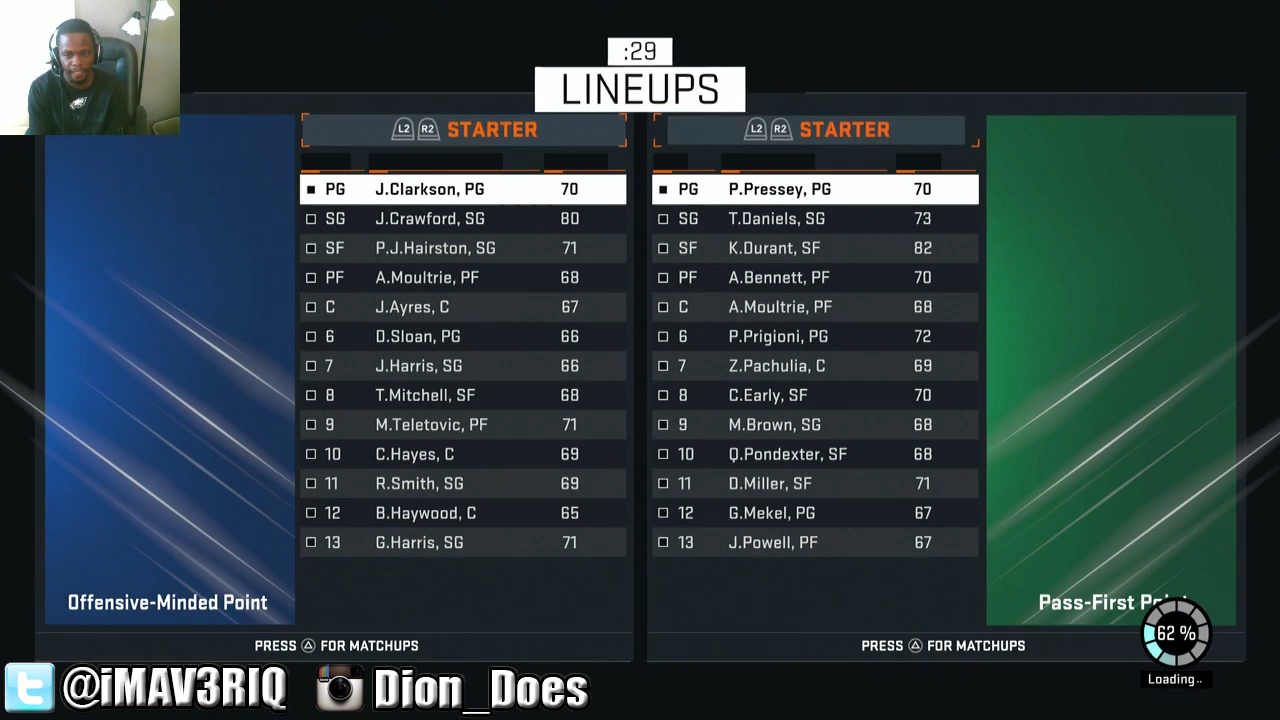 :29
LINEUPS
L2 R2 STARTER
PG J.Clarkson, PG 70
SG J.Crawford, SG 80
SF P.J.Hairston, SG 71
PF A.Moultrie, PF 68
C J.Ayres, C 67
6 D.Sloan, PG 66
7 J.Harris, SG 66
8 T.Mitchell, SF 68
9 M.Teletovic, PF 71
10 C.Hayes, C 69
11 R.Smith, SG 69
12 B.Haywood, C 65
13 G.Harris, SG 71
Offensive-Minded Point
PRESS FOR MATCHUPS
L2 R2 STARTER
PG P.Pressey, PG 70
SG T.Daniels, SG 73
SF K.Durant, SF 82
PF A.Bennett, PF 70
C A.Moultrie, PF 68
6 P.Prigioni, PG 72
7 Z.Pachulia, C 69
8 C.Early, SF 70
9 M.Brown, SG 68
10 Q.Pondexter, SF 68
11 D.Miller, SF 71
12 G.Mekel, PG 67
13 J.Powell, PF 67
Pass-First Point
PRESS FOR MATCHUPS
62 %
Loading..
@iMAV3RIQ
Dion_Does